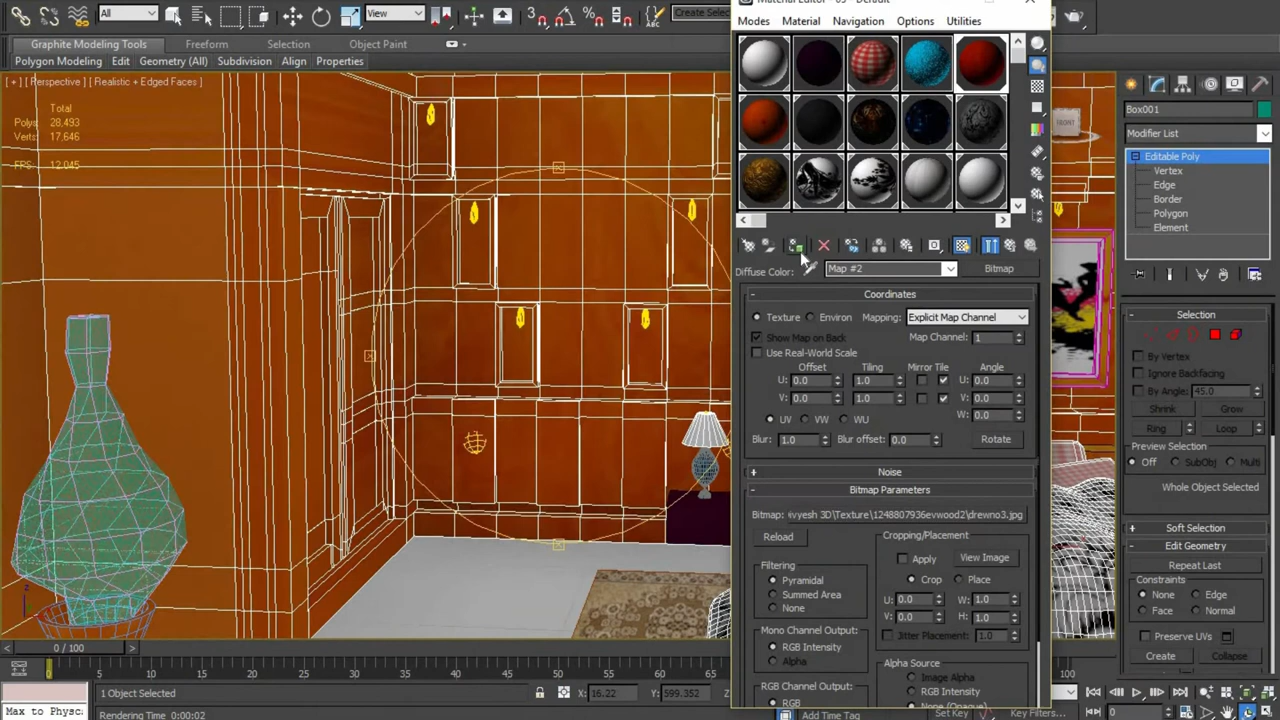 All
View
Create Selec
Material Editor - 05 - Default
Modes Material Navigation Options Utilities
Graphite Modeling Tools Freeform Selection Object Paint
Polygon Modeling Edit Geometry (All) Subdivision Align Properties
[ + ] [ Perspective ] [ Realistic + Edged Faces ]
Total
Polys: 28,493
Verts: 17,646
FPS: 12.045
FRONT
Box001
Modifier List
Editable Poly
Vertex
Edge
Border
Polygon
Element
Diffuse Color: Map #2 Bitmap
- Coordinates
Texture Environ Mapping: Explicit Map Channel
Show Map on Back Map Channel: 1
Use Real-World Scale
Offset Tiling Mirror Tile Angle
U: 0.0 1.0 U: 0.0
V: 0.0 1.0 V: 0.0
UV VW WU W: 0.0
Blur: 1.0 Blur offset: 0.0 Rotate
+ Noise
- Bitmap Parameters
Bitmap: ivyesh 3D\Texture\1248807936evwood2\drewno3.jpg
Reload
Cropping/Placement
Apply View Image
Crop Place
U: 0.0 W: 1.0
V: 0.0 H: 1.0
Jitter Placement: 1.0
Filtering
Pyramidal
Summed Area
None
Mono Channel Output:
RGB Intensity
Alpha
RGB Channel Output:
RGB
Alpha Source
Image Alpha
RGB Intensity
None (Opaque)
- Selection
By Vertex
Ignore Backfacing
By Angle: 45.0
Shrink Grow
Ring Loop
Preview Selection
Off SubObj Multi
Whole Object Selected
+ Soft Selection
- Edit Geometry
Repeat Last
Constraints
None Edge
Face Normal
Preserve UVs
Create Collapse
< 0 / 100 >
0 5 10 15 20 25 30 35 40 45 50 55 60 65 100
1 Object Selected X: 16.22 Y: 599.352 Z:
Max to Physc
Rendering Time: 0:00:02
Add Time Tag
Set Key Key Filters...
0